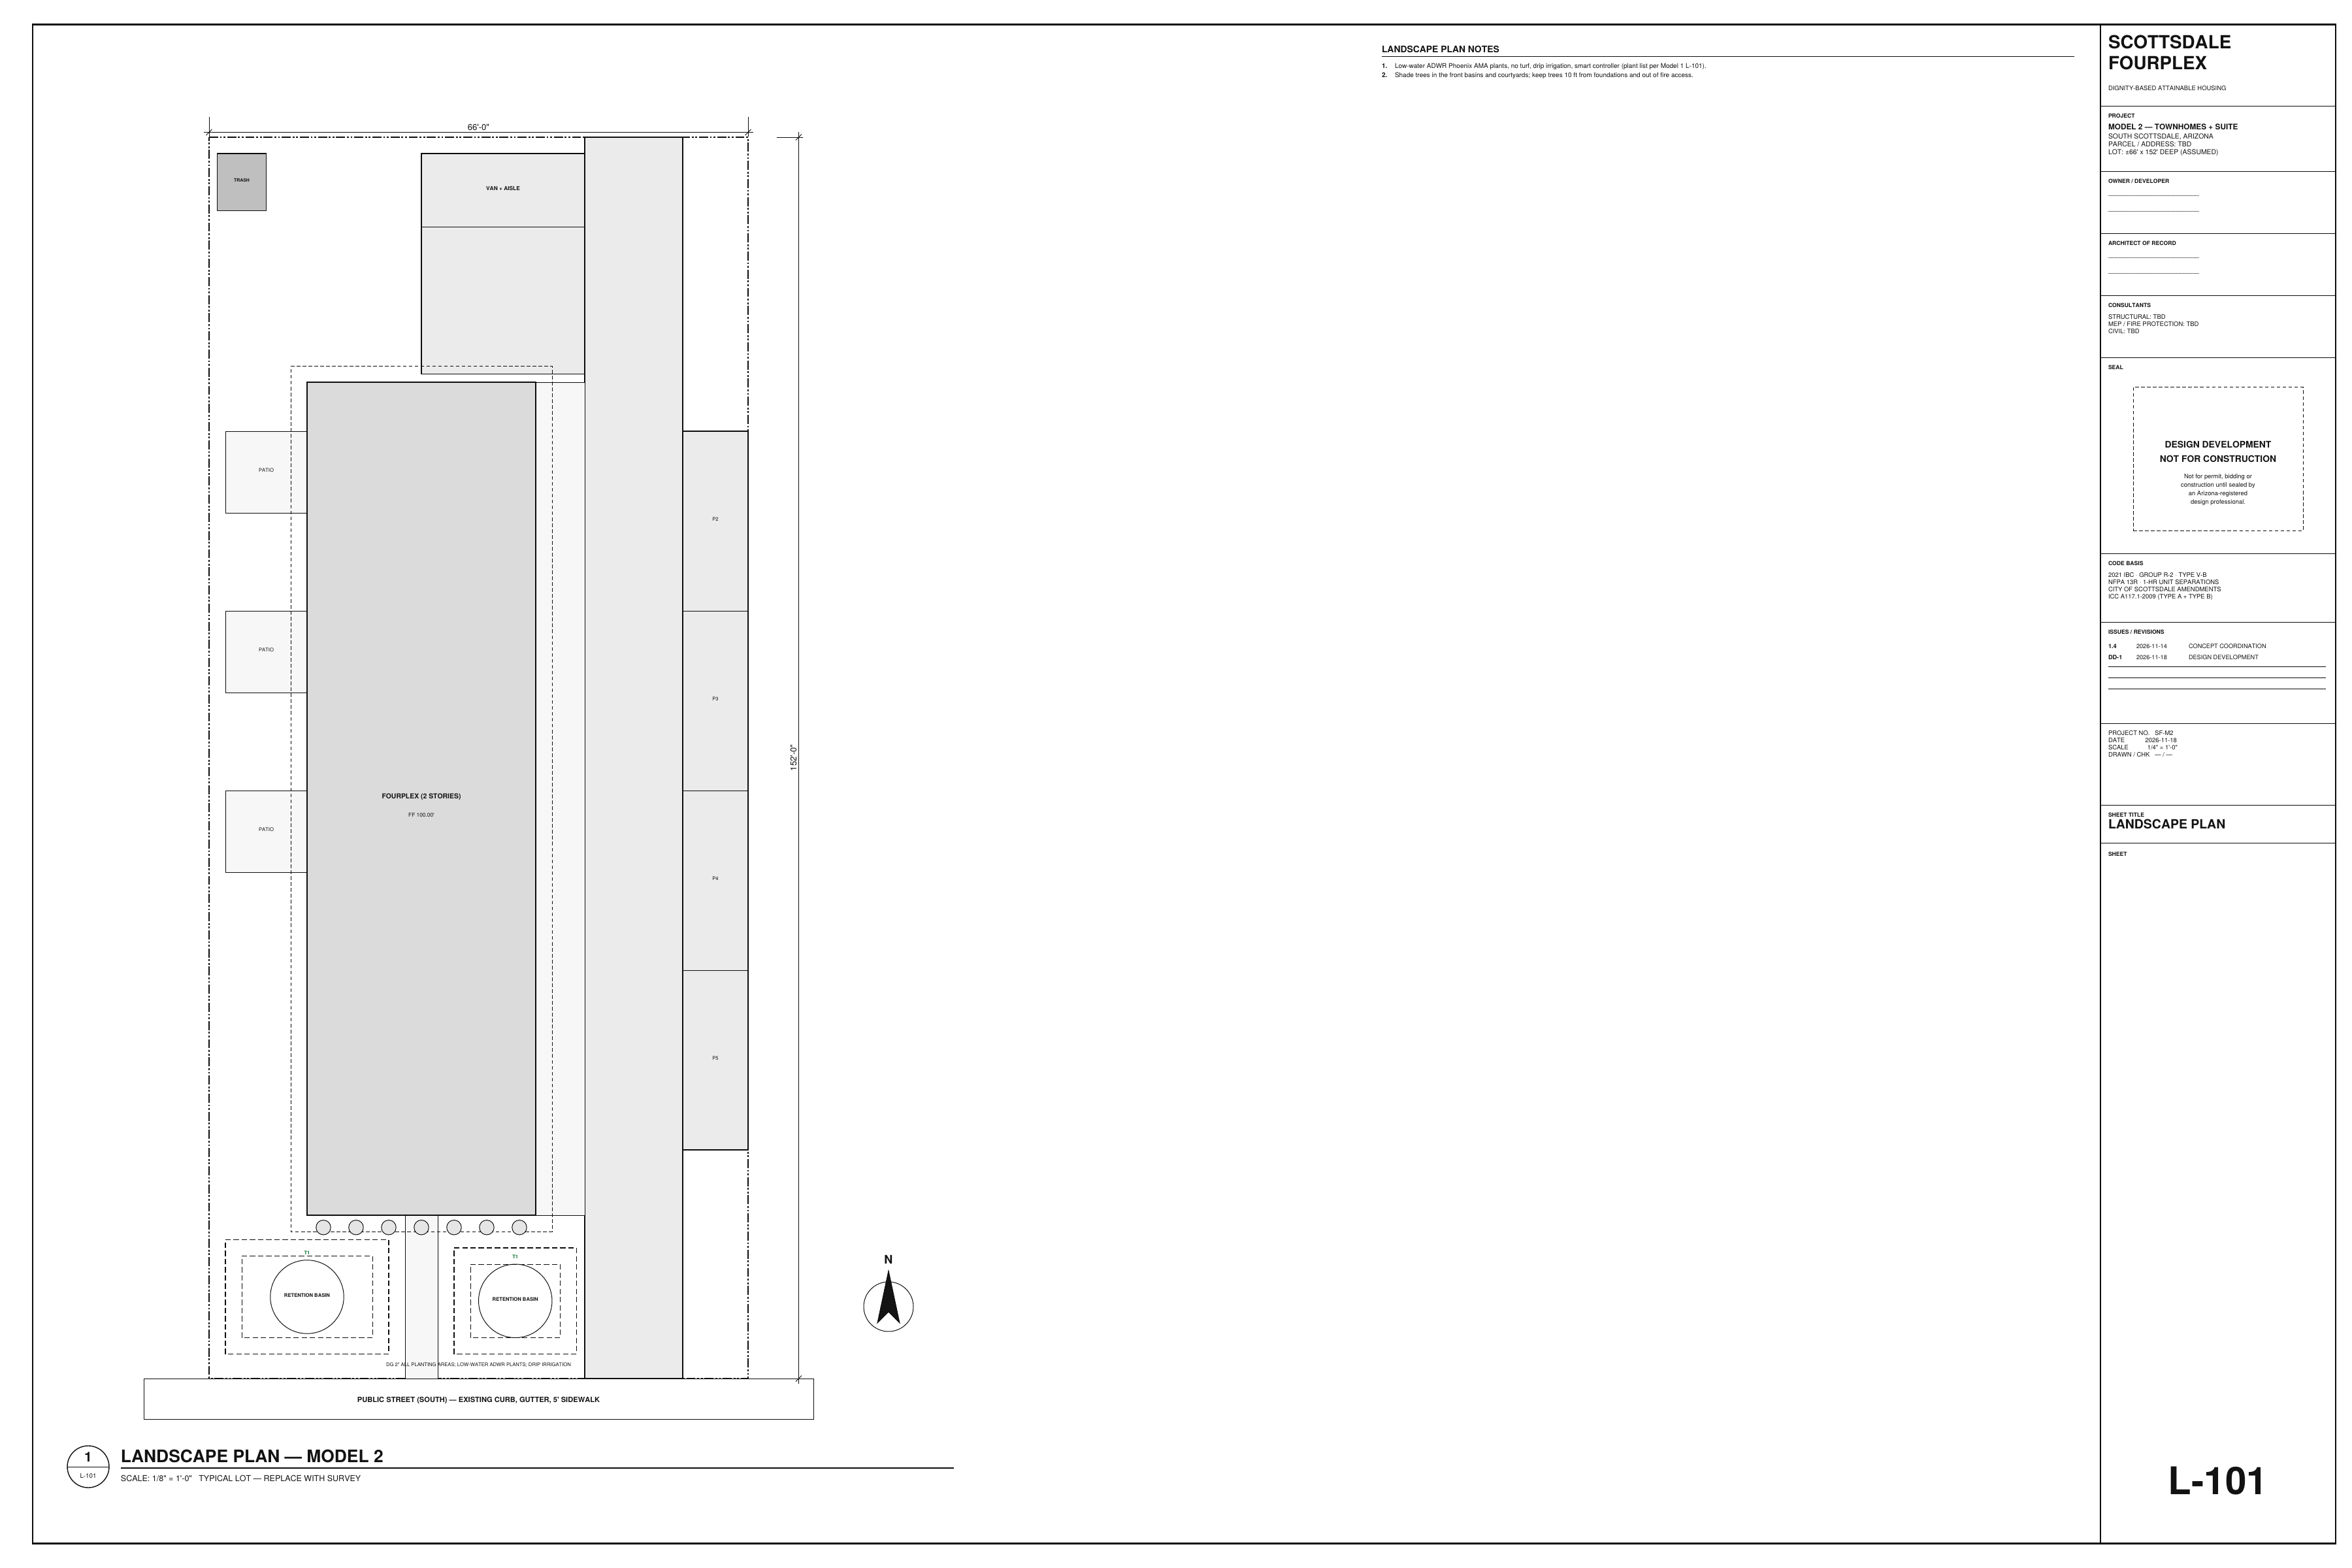 LANDSCAPE PLAN NOTES
1. Low-water ADWR Phoenix AMA plants, no turf, drip irrigation, smart controller (plant list per Model 1 L-101).
2. Shade trees in the front basins and courtyards; keep trees 10 ft from foundations and out of fire access.
66'-0"
TRASH
VAN + AISLE
PATIO
P2
PATIO
P3
152'-0"
FOURPLEX (2 STORIES)
FF 100.00'
PATIO
P4
P5
T1
T1
RETENTION BASIN
RETENTION BASIN
N
DG 2" ALL PLANTING AREAS; LOW-WATER ADWR PLANTS; DRIP IRRIGATION
PUBLIC STREET (SOUTH) — EXISTING CURB, GUTTER, 5' SIDEWALK
1
L-101
LANDSCAPE PLAN — MODEL 2
SCALE: 1/8" = 1'-0" TYPICAL LOT — REPLACE WITH SURVEY
SCOTTSDALE
FOURPLEX
DIGNITY-BASED ATTAINABLE HOUSING
PROJECT
MODEL 2 — TOWNHOMES + SUITE
SOUTH SCOTTSDALE, ARIZONA
PARCEL / ADDRESS: TBD
LOT: ±66' x 152' DEEP (ASSUMED)
OWNER / DEVELOPER
ARCHITECT OF RECORD
CONSULTANTS
STRUCTURAL: TBD
MEP / FIRE PROTECTION: TBD
CIVIL: TBD
SEAL
DESIGN DEVELOPMENT
NOT FOR CONSTRUCTION
Not for permit, bidding or
construction until sealed by
an Arizona-registered
design professional.
CODE BASIS
2021 IBC · GROUP R-2 · TYPE V-B
NFPA 13R · 1-HR UNIT SEPARATIONS
CITY OF SCOTTSDALE AMENDMENTS
ICC A117.1-2009 (TYPE A + TYPE B)
ISSUES / REVISIONS
1.4 2026-11-14 CONCEPT COORDINATION
DD-1 2026-11-18 DESIGN DEVELOPMENT
PROJECT NO. SF-M2
DATE 2026-11-18
SCALE 1/4" = 1'-0"
DRAWN / CHK — / —
SHEET TITLE
LANDSCAPE PLAN
SHEET
L-101